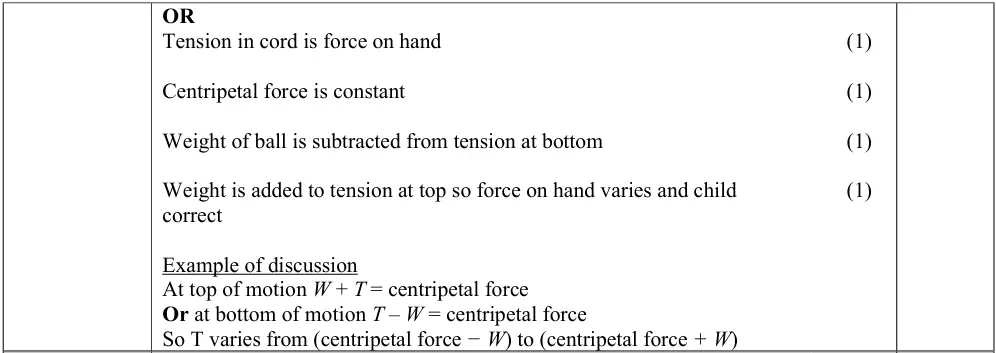 OR
Tension in cord is force on hand (1)
Centripetal force is constant (1)
Weight of ball is subtracted from tension at bottom (1)
Weight is added to tension at top so force on hand varies and child (1)
correct
Example of discussion
At top of motion W + T = centripetal force
Or at bottom of motion T – W = centripetal force
So T varies from (centripetal force − W) to (centripetal force + W)